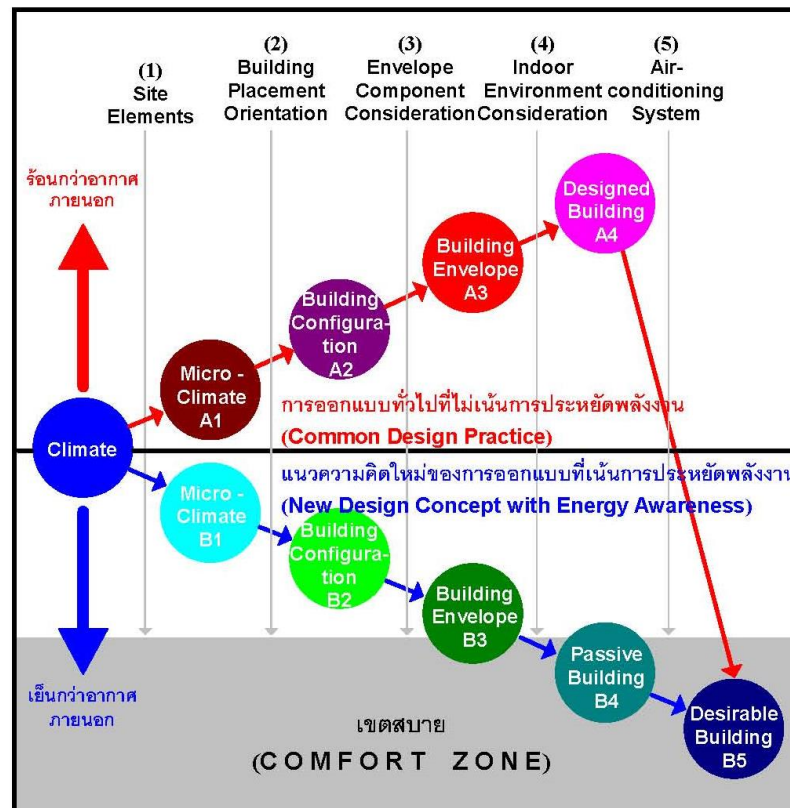 (1)
Site
Elements
(2)
Building
Placement
Orientation
(3)
Envelope
Component
Consideration
(4)
Indoor
Environment
Consideration
(5)
Air-
conditioning
System
ร้อนกว่าอากาศ
ภายนอก
Designed
Building
A4
Building
Envelope
A3
Building
Configura-
tion
A2
Micro -
Climate
A1
การออกแบบทั่วไปที่ไม่เน้นการประหยัดพลังงาน
(Common Design Practice)
Climate
แนวความคิดใหม่ของการออกแบบที่เน้นการประหยัดพลังงาน
(New Design Concept with Energy Awareness)
Micro -
Climate
B1
Building
Configura-
tion
B2
Building
Envelope
B3
Passive
Building
B4
Desirable
Building
B5
เย็นกว่าอากาศ
ภายนอก
เขตสบาย
(COMFORT ZONE)